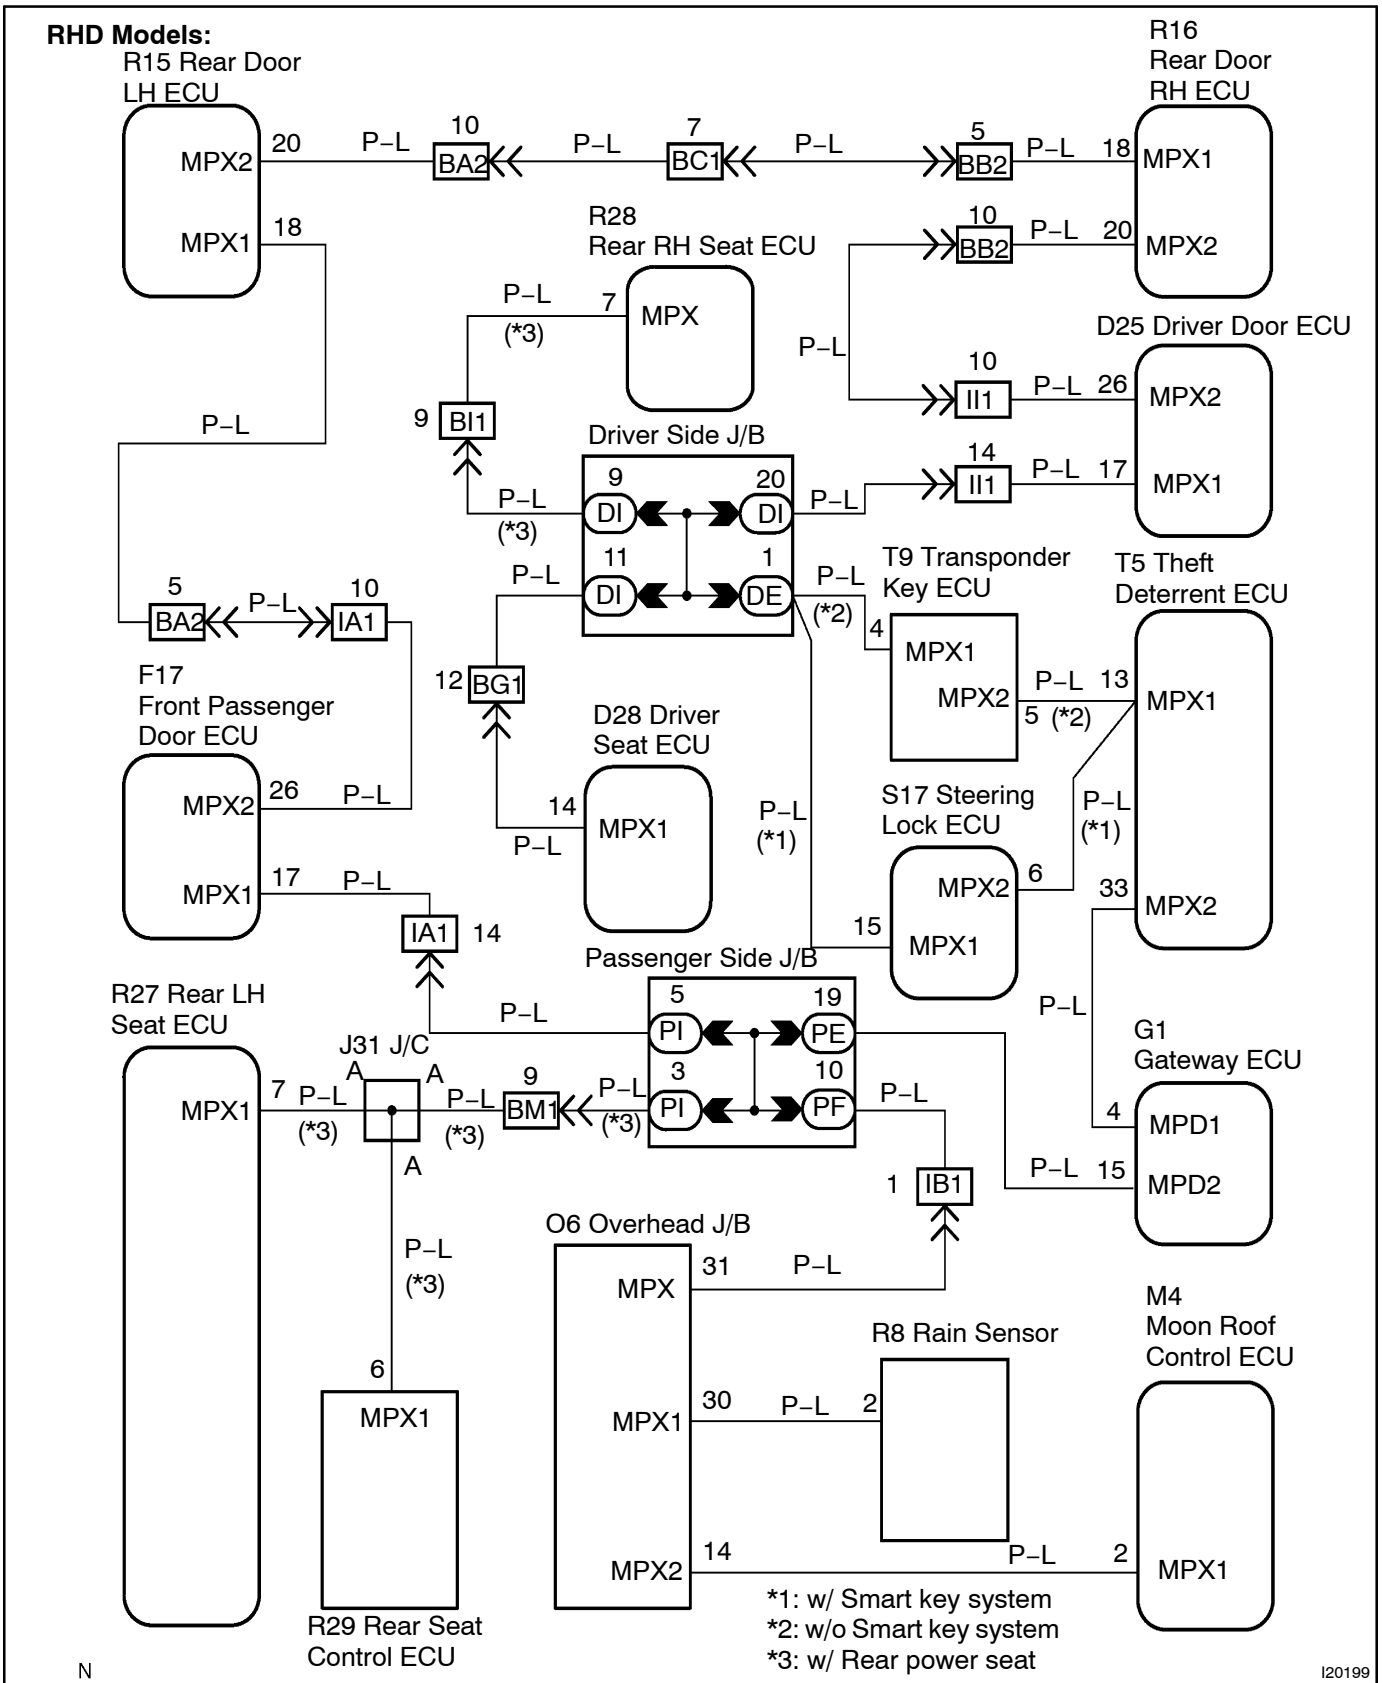 RHD Models:
R15 Rear Door
LH ECU
R16
Rear Door
RH ECU
MPX2
20
P–L
10
BA2
P–L
7
BC1
P–L
5
BB2
P–L
18
MPX1
MPX1
18
10
BB2
P–L
20
MPX2
R28
Rear RH Seat ECU
P–L
(*3)
7
MPX
P–L
D25 Driver Door ECU
10
II1
P–L
26
MPX2
14
II1
P–L
17
MPX1
P–L
9
BI1
Driver Side J/B
P–L
(*3)
9
DI
20
DI
P–L
P–L
11
DI
1
DE
P–L
(*2)
T9 Transponder
Key ECU
4
MPX1
MPX2
5
P–L
(*2)
13
T5 Theft
Deterrent ECU
MPX1
5
BA2
P–L
10
IA1
12
BG1
F17
Front Passenger
Door ECU
MPX2
26
P–L
MPX1
17
P–L
D28 Driver
Seat ECU
14
P–L
MPX1
P–L
(*1)
S17 Steering
Lock ECU
MPX2
6
P–L
(*1)
15
MPX1
33
MPX2
IA1
14
Passenger Side J/B
P–L
5
PI
19
PE
P–L
G1
Gateway ECU
4
MPD1
P–L
15
MPD2
R27 Rear LH
Seat ECU
MPX1
7
P–L
(*3)
J31 J/C
A
A
A
P–L
(*3)
9
BM1
P–L
(*3)
3
PI
10
PF
P–L
1
IB1
P–L
(*3)
6
MPX1
R29 Rear Seat
Control ECU
O6 Overhead J/B
MPX
31
P–L
R8 Rain Sensor
MPX1
30
P–L
2
M4
Moon Roof
Control ECU
MPX2
14
P–L
2
MPX1
*1: w/ Smart key system
*2: w/o Smart key system
*3: w/ Rear power seat
N
I20199